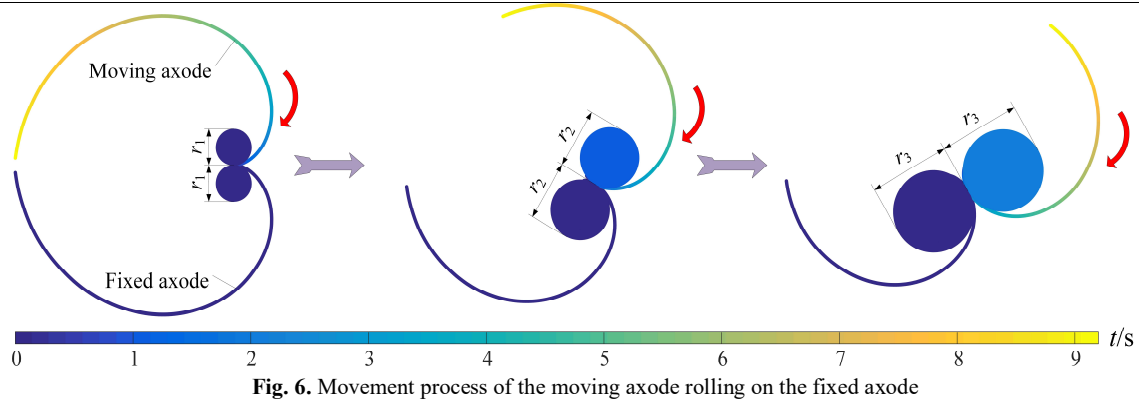 Moving axode
r1
r1
Fixed axode
r2
r2
r3
r3
0 1 2 3 4 5 6 7 8 9 t/s
Fig. 6. Movement process of the moving axode rolling on the fixed axode